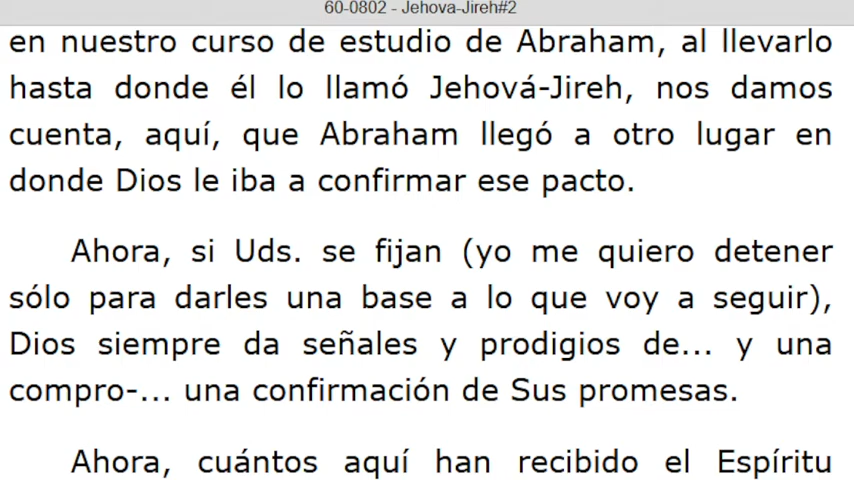 60-0802 - Jehova-Jireh#2
en nuestro curso de estudio de Abraham, al llevarlo
hasta donde él lo llamó Jehová-Jireh, nos damos
cuenta, aquí, que Abraham llegó a otro lugar en
donde Dios le iba a confirmar ese pacto.
Ahora, si Uds. se fijan (yo me quiero detener
sólo para darles una base a lo que voy a seguir),
Dios siempre da señales y prodigios de... y una
compro-... una confirmación de Sus promesas.
Ahora, cuántos aquí han recibido el Espíritu